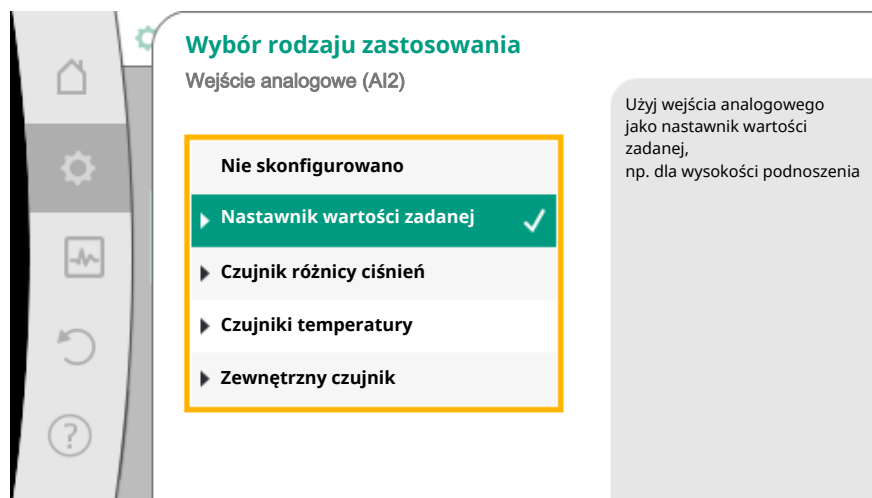 Wybór rodzaju zastosowania
Wejście analogowe (AI2)
Nie skonfigurowano
Nastawnik wartości zadanej
Czujnik różnicy ciśnień
Czujniki temperatury
Zewnętrzny czujnik
Użyj wejścia analogowego
jako nastawnik wartości
zadanej,
np. dla wysokości podnoszenia
?